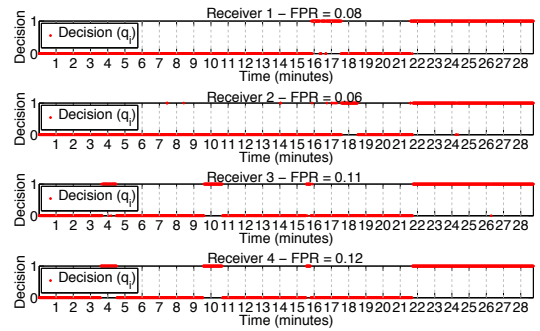 Receiver 1 – FPR = 0.08
1
Decision (qi)
Decision
0
1 2 3 4 5 6 7 8 9 10 11 12 13 14 15 16 17 18 19 20 21 22 23 24 25 26 27 28
Time (minutes)
Receiver 2 – FPR = 0.06
1
Decision (qi)
Decision
0
1 2 3 4 5 6 7 8 9 10 11 12 13 14 15 16 17 18 19 20 21 22 23 24 25 26 27 28
Time (minutes)
Receiver 3 – FPR = 0.11
1
Decision (qi)
Decision
0
1 2 3 4 5 6 7 8 9 10 11 12 13 14 15 16 17 18 19 20 21 22 23 24 25 26 27 28
Time (minutes)
Receiver 4 – FPR = 0.12
1
Decision (qi)
Decision
0
1 2 3 4 5 6 7 8 9 10 11 12 13 14 15 16 17 18 19 20 21 22 23 24 25 26 27 28
Time (minutes)